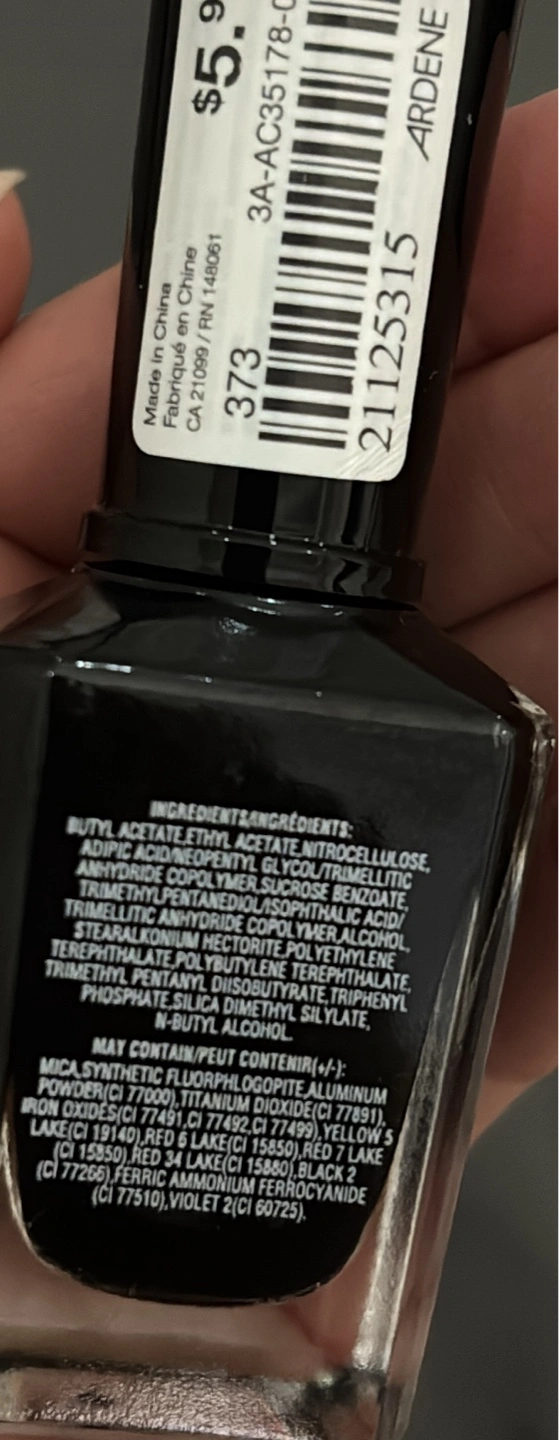 $5.9
3A-AC35178-0
ARDENE
Made in China
Fabriqué en Chine
CA 21099 / RN 148061
373
21125315
INGREDIENTS/INGRÉDIENTS:
BUTYL ACETATE,ETHYL ACETATE,NITROCELLULOSE,
ADIPIC ACID/NEOPENTYL GLYCOL/TRIMELLITIC
ANHYDRIDE COPOLYMER,SUCROSE BENZOATE,
TRIMETHYLPENTANEDIOL/ISOPHTHALIC ACID/
TRIMELLITIC ANHYDRIDE COPOLYMER,ALCOHOL,
STEARALKONIUM HECTORITE,POLYETHYLENE
TEREPHTHALATE,POLYBUTYLENE TEREPHTHALATE,
TRIMETHYL PENTANYL DIISOBUTYRATE,TRIPHENYL
PHOSPHATE,SILICA DIMETHYL SILYLATE,
N-BUTYL ALCOHOL.
MAY CONTAIN/PEUT CONTENIR(+/-):
MICA,SYNTHETIC FLUORPHLOGOPITE,ALUMINUM
POWDER(CI 77000),TITANIUM DIOXIDE(CI 77891),
IRON OXIDES(CI 77491,CI 77492,CI 77499),YELLOW 5
LAKE(CI 19140),RED 6 LAKE(CI 15850),RED 7 LAKE
(CI 15850),RED 34 LAKE(CI 15880),BLACK 2
(CI 77266),FERRIC AMMONIUM FERROCYANIDE
(CI 77510),VIOLET 2(CI 60725).